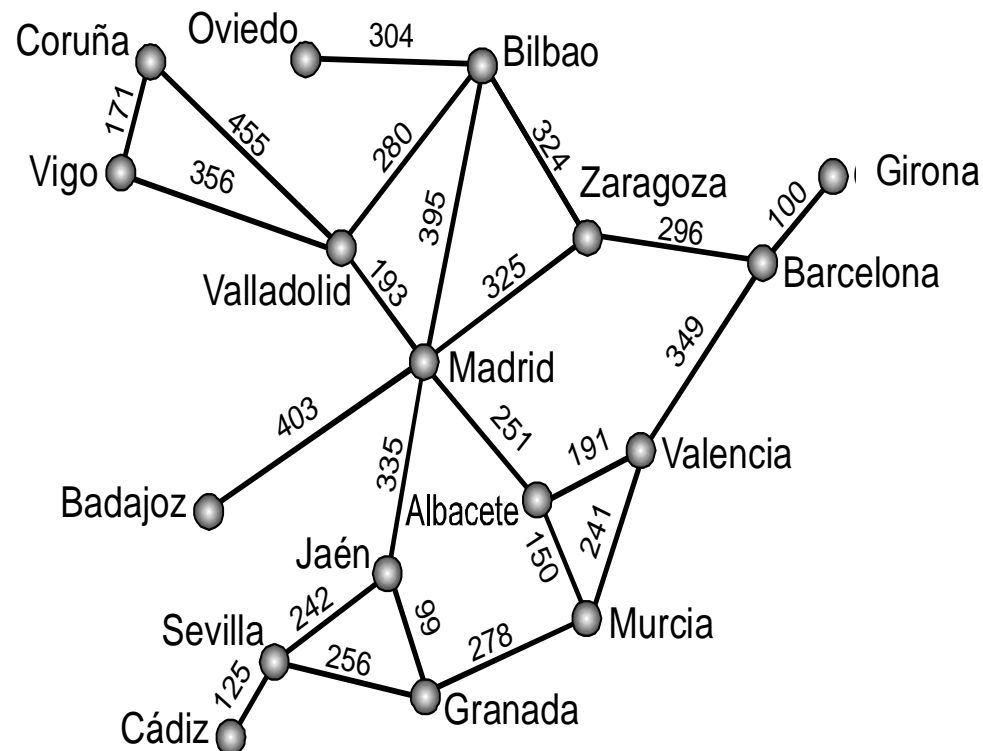 Oviedo
304
Bilbao
Coruña
171
455
280
324
Vigo
356
395
Zaragoza
100
Girona
296
Valladolid
193
325
Barcelona
349
Madrid
403
251
191
Valencia
335
Badajoz
Albacete
241
150
Jaén
242
99
Sevilla
278
Murcia
256
125
Granada
Cádiz